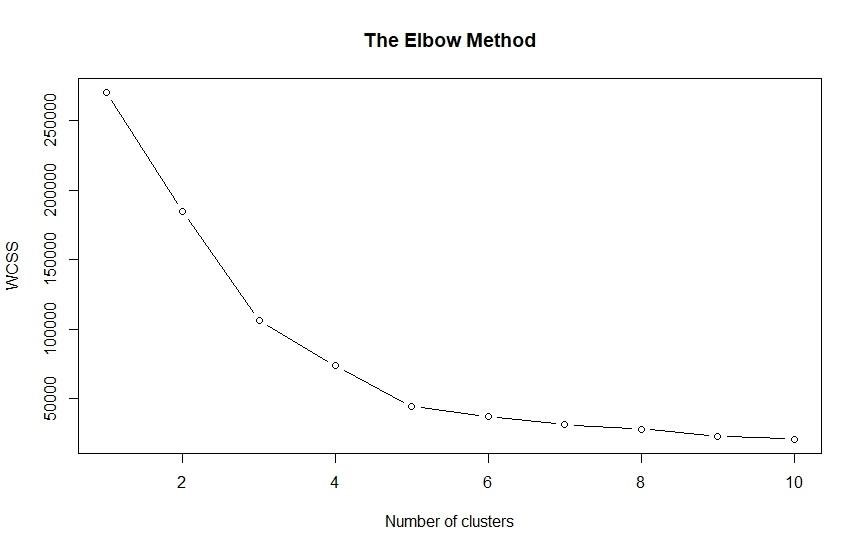 The Elbow Method
WCSS
250000
200000
150000
100000
50000
2 4 6 8 10
Number of clusters